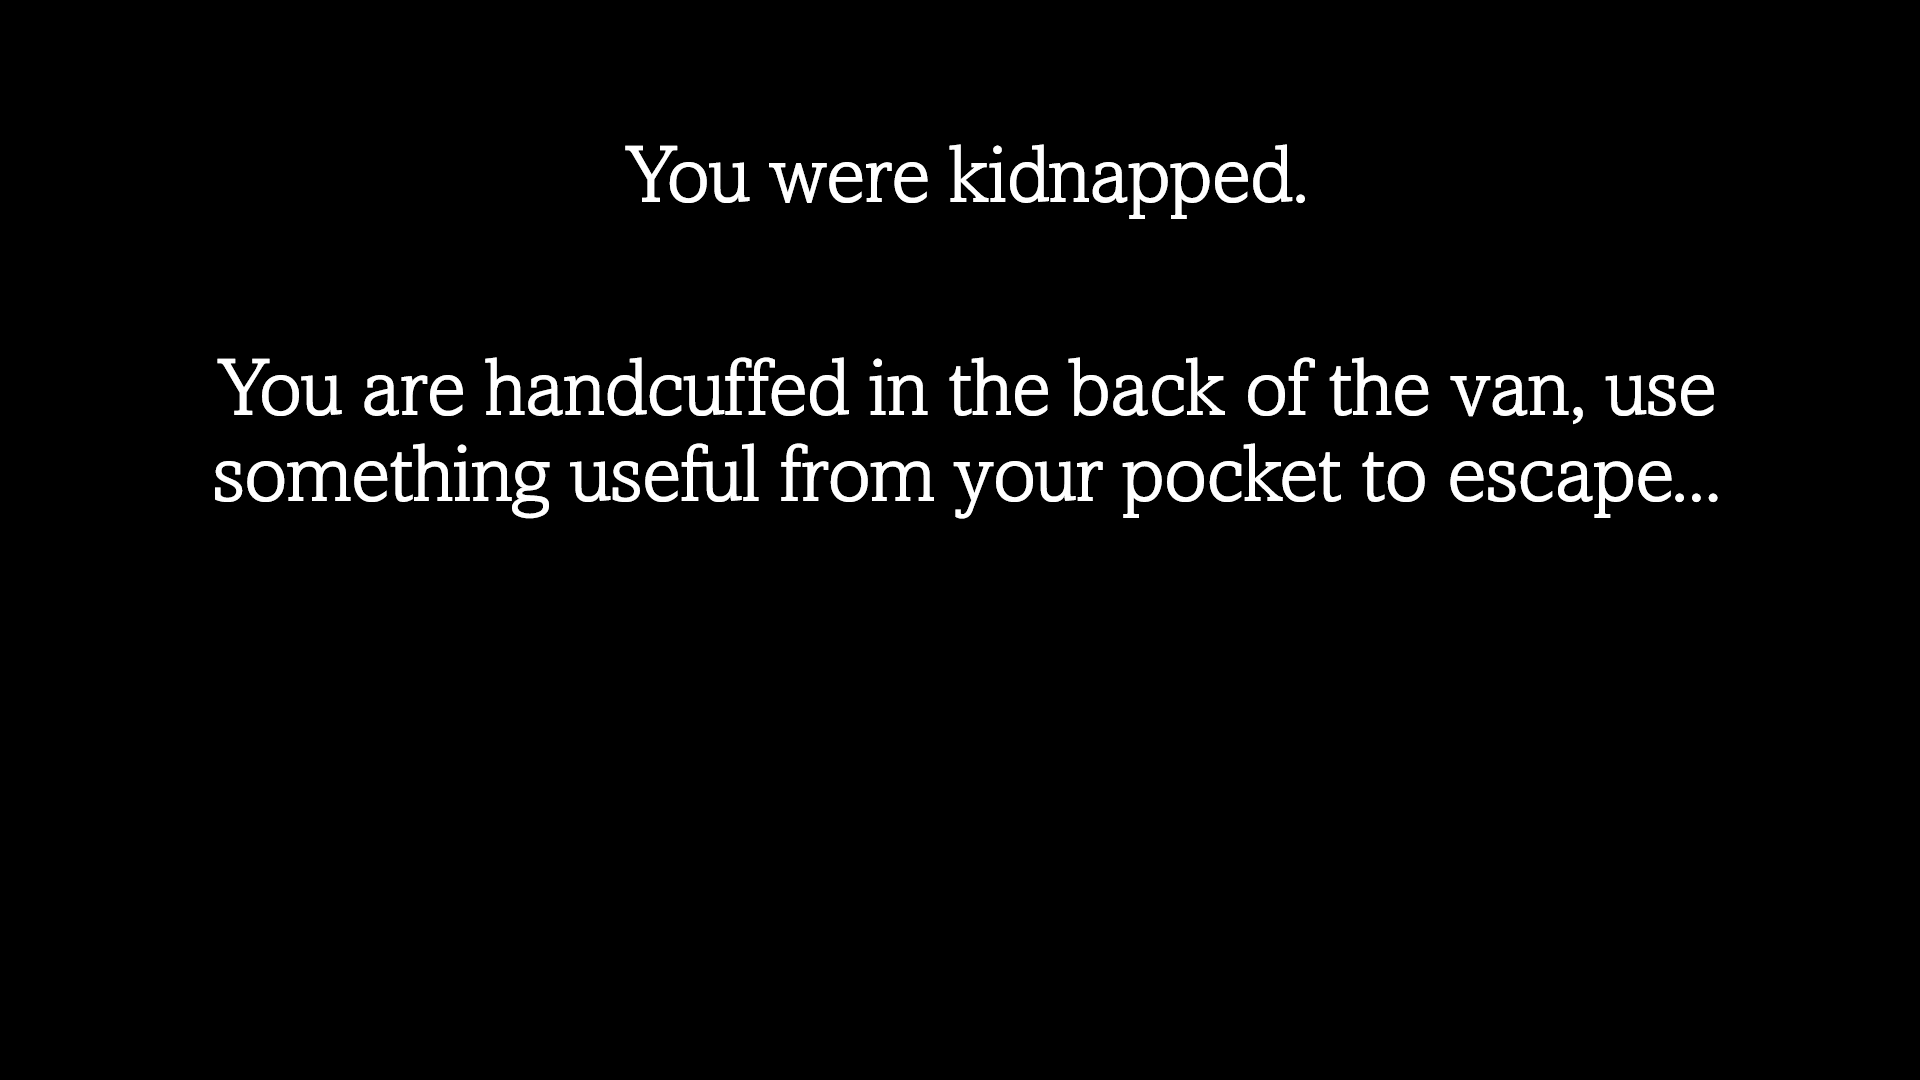 You were kidnapped.
You are handcuffed in the back of the van, use
something useful from your pocket to escape...